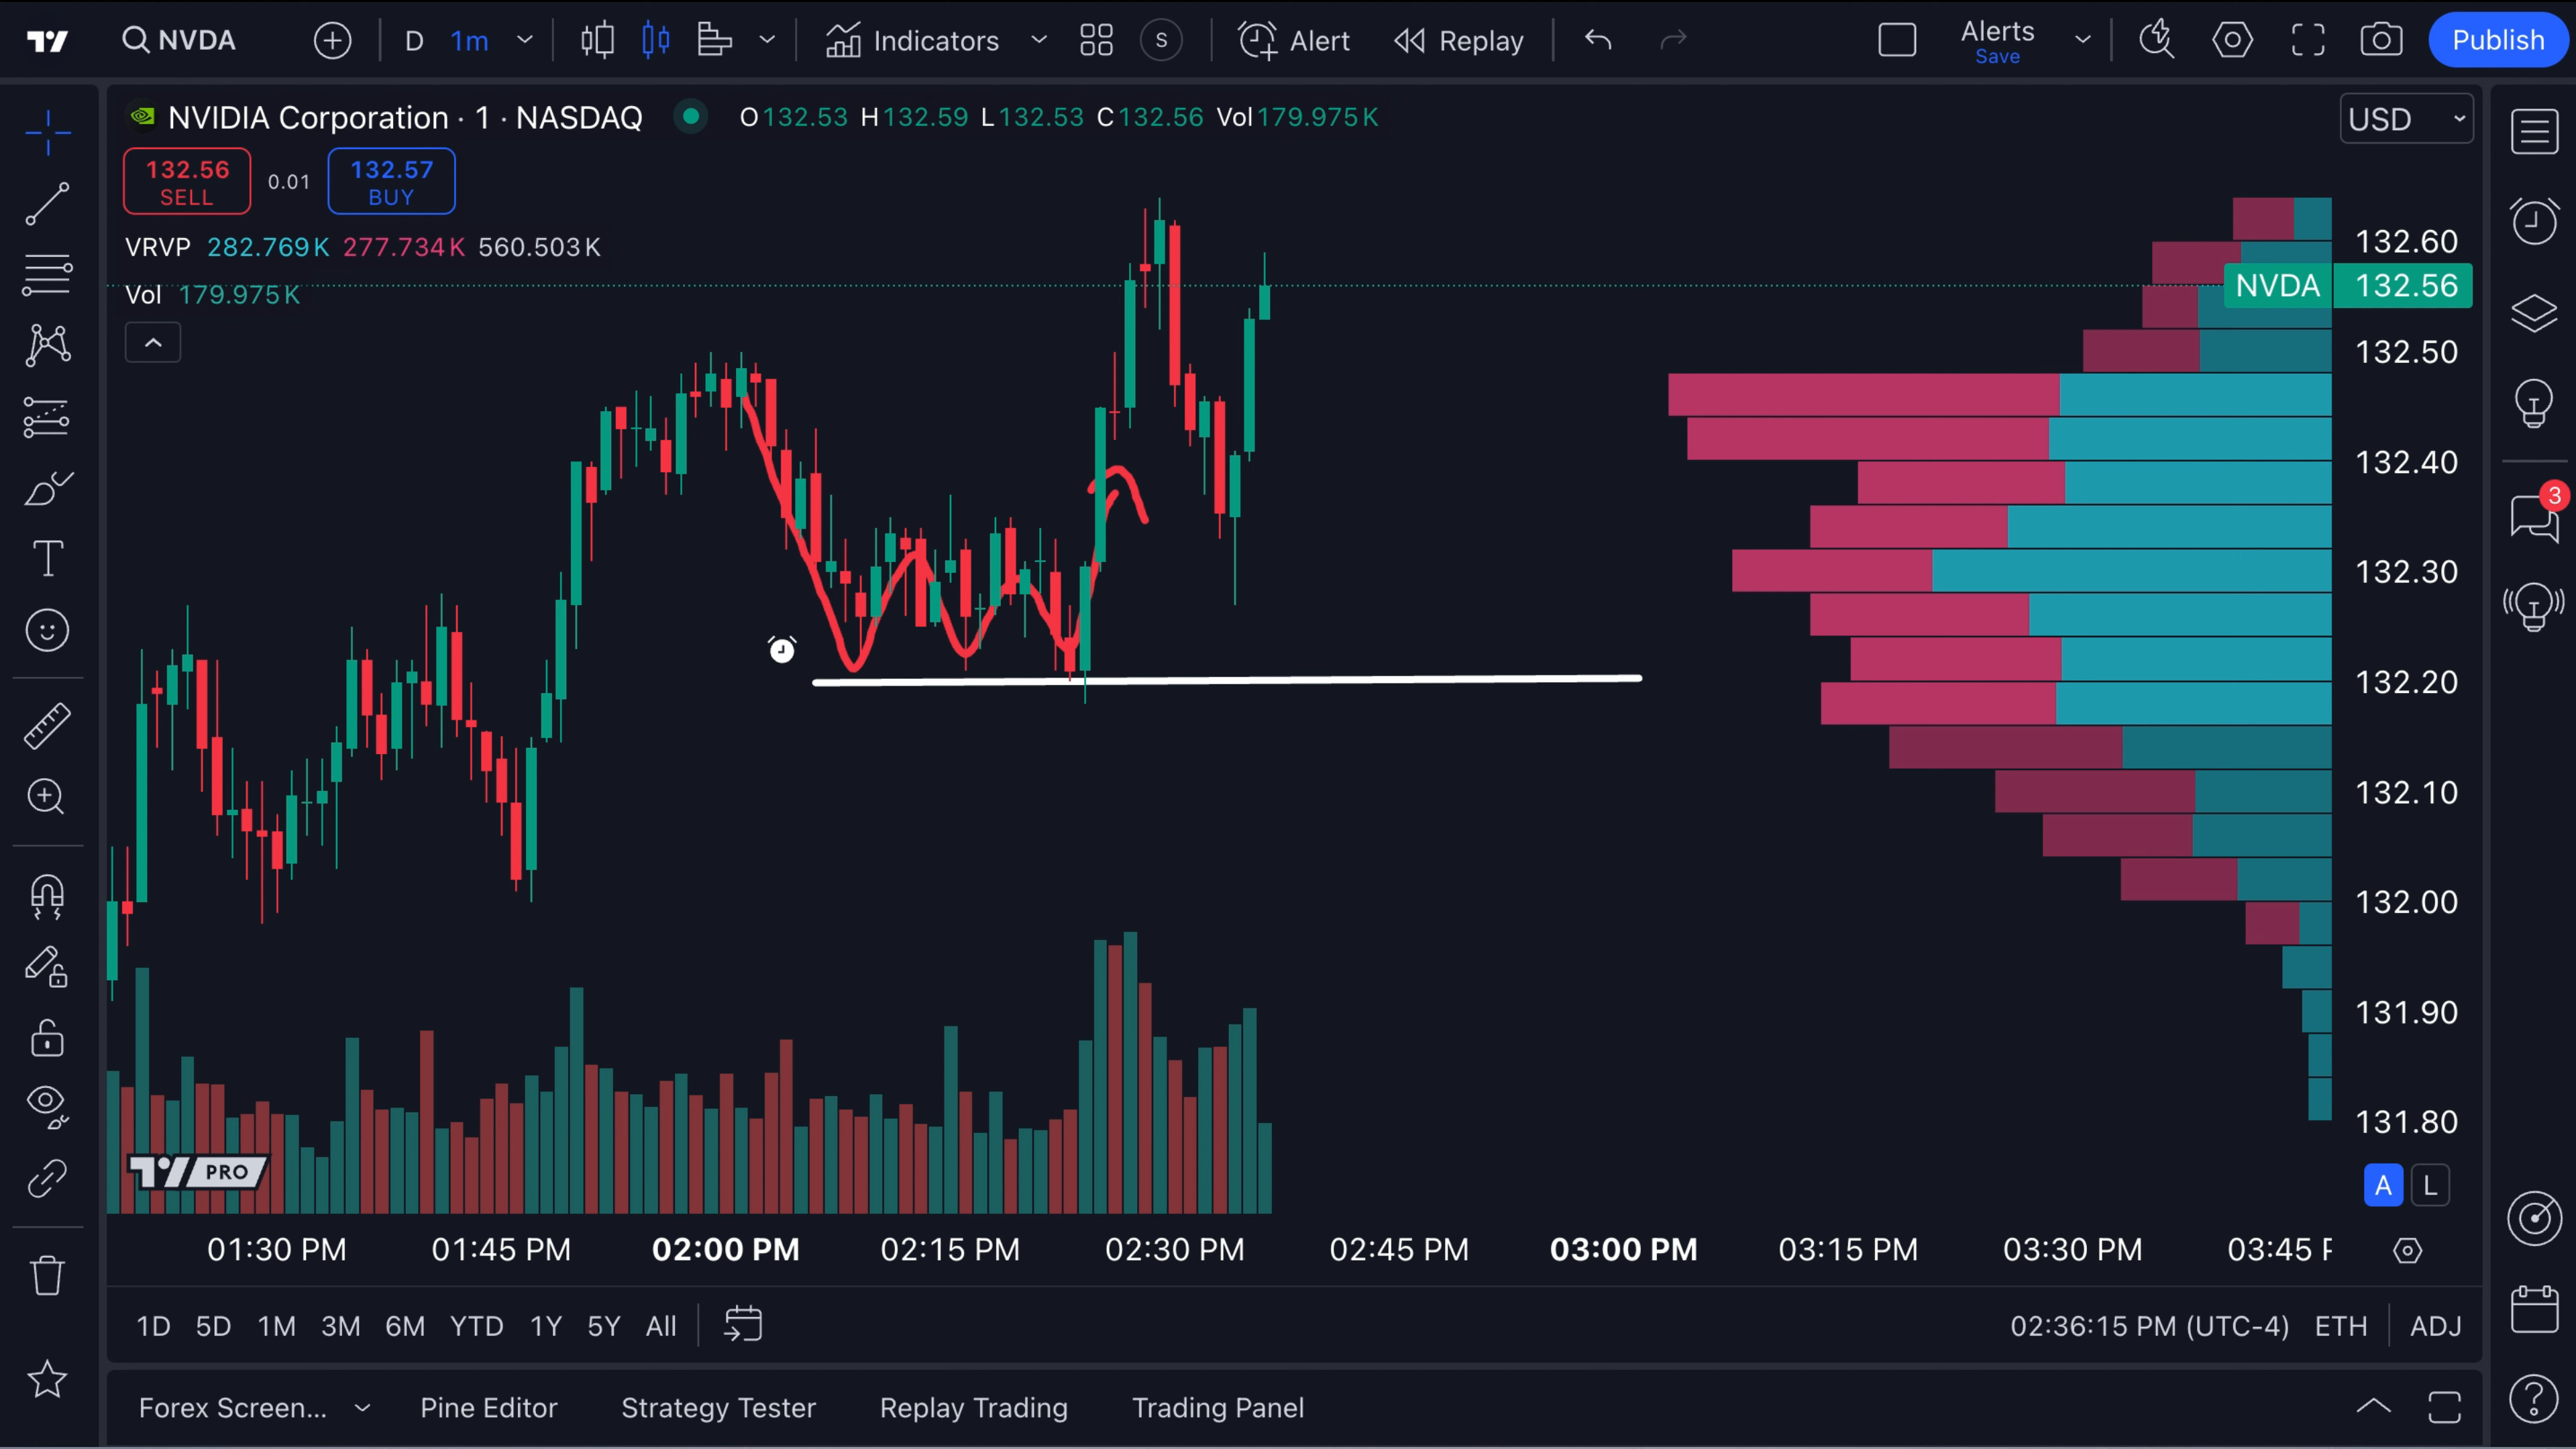 NVDA D 1m Indicators S Alert Replay Alerts Publish
Save
NVIDIA Corporation · 1 · NASDAQ O132.53 H132.59 L132.53 C132.56 Vol179.975K USD
132.56 0.01 132.57
SELL BUY
VRVP 282.769K 277.734K 560.503K
Vol 179.975K
132.60
NVDA 132.56
132.50
132.40
132.30
132.20
132.10
132.00
131.90
131.80
3
PRO
A L
01:30 PM 01:45 PM 02:00 PM 02:15 PM 02:30 PM 02:45 PM 03:00 PM 03:15 PM 03:30 PM 03:45
1D 5D 1M 3M 6M YTD 1Y 5Y All 02:36:15 PM (UTC-4) ETH ADJ
Forex Screen... Pine Editor Strategy Tester Replay Trading Trading Panel